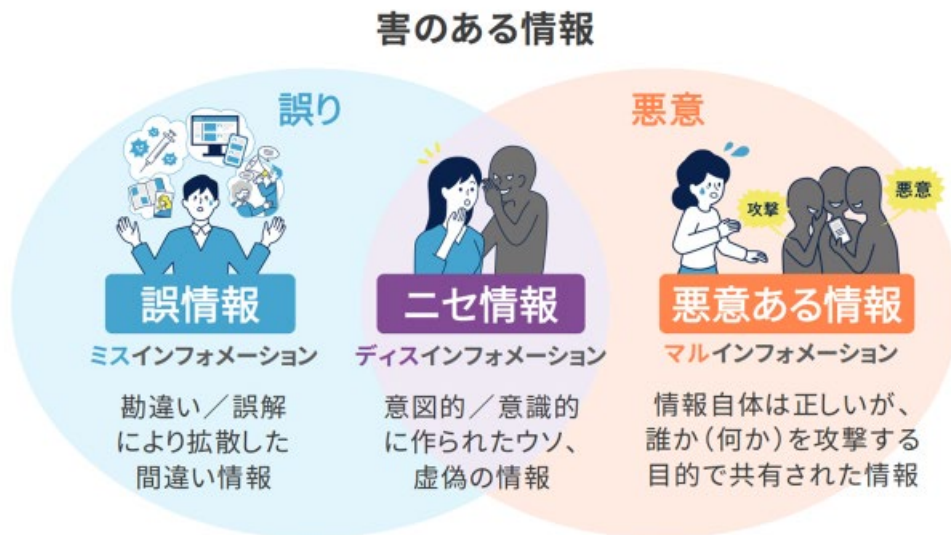 害のある情報
誤り
悪意
攻撃
悪意
誤情報
ミスインフォメーション
勘違い／誤解
により拡散した
間違い情報
ニセ情報
ディスインフォメーション
意図的／意識的
に作られたウソ、
虚偽の情報
悪意ある情報
マルインフォメーション
情報自体は正しいが、
誰か（何か）を攻撃する
目的で共有された情報